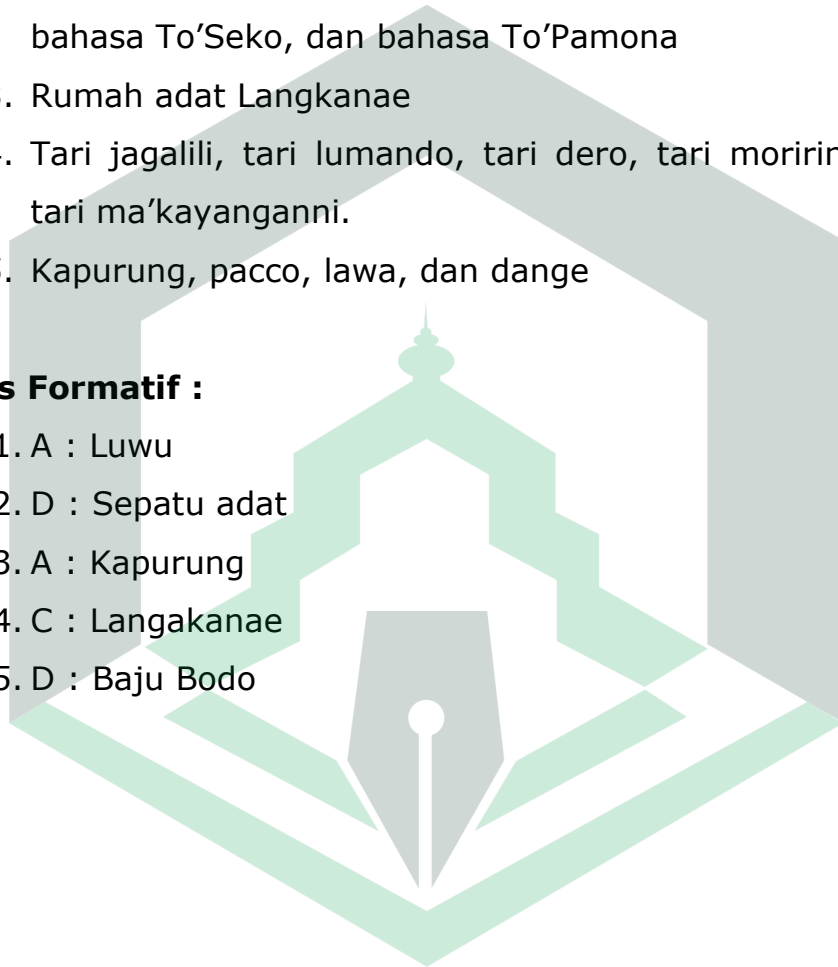 bahasa To’Seko, dan bahasa To’Pamona
. Rumah adat Langkanae
. Tari jagalili, tari lumando, tari dero, tari moririn
tari ma’kayanganni.
. Kapurung, pacco, lawa, dan dange
s Formatif :
1. A : Luwu
2. D : Sepatu adat
3. A : Kapurung
4. C : Langakanae
5. D : Baju Bodo